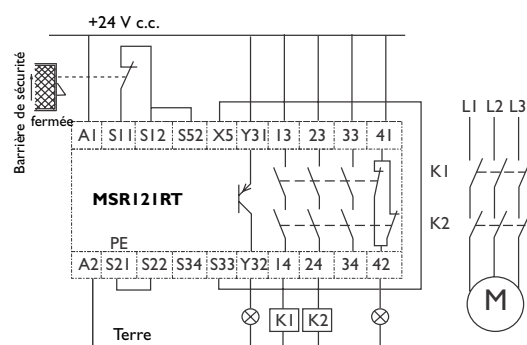 +24 V c.c.
Barrière de sécurité
fermée
A1 S11 S12 S52 X5 Y31 13 23 33 41
MSR121RT
PE
A2 S21 S22 S34 S33 Y32 14 24 34 42
K1 K2
Terre
L1 L2 L3
K1
K2
M